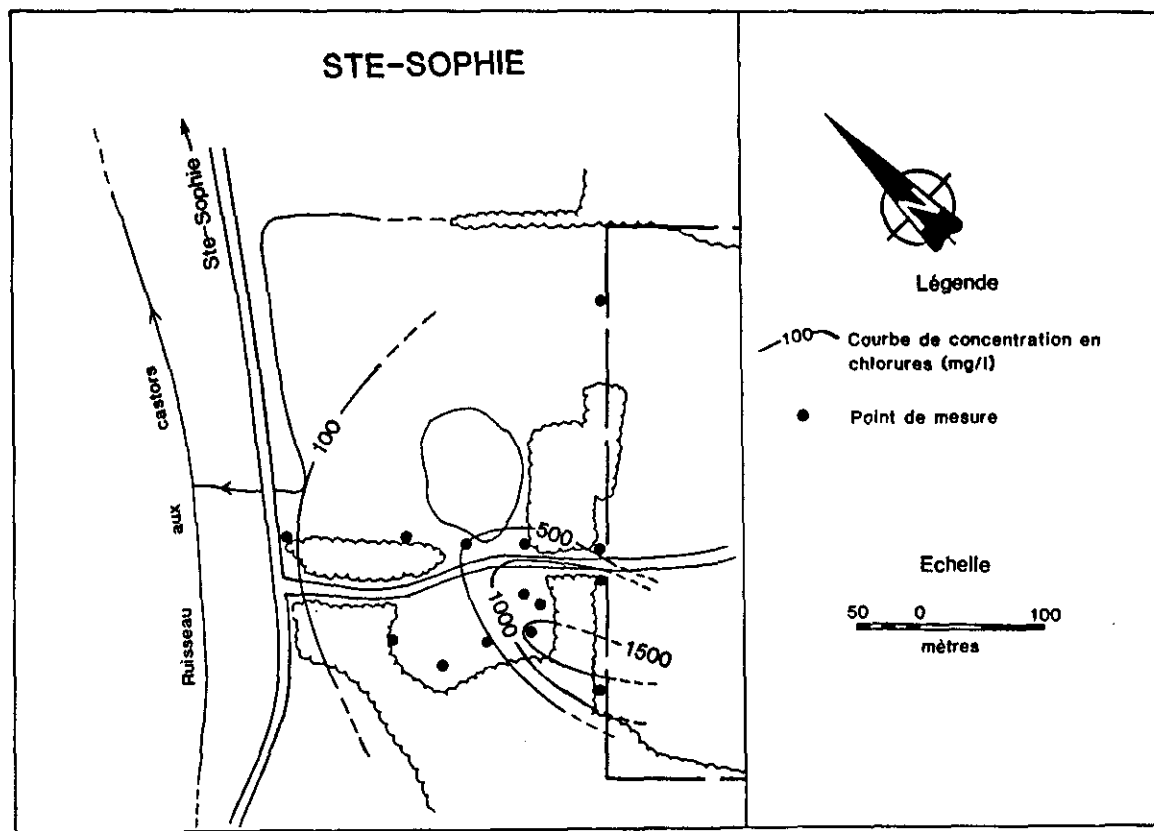 STE-SOPHIE
Ste-Sophie
100
castors
aux
Ruisseau
500
1000
1500
N
Légende
100 Courbe de concentration en
chlorures (mg/l)
Point de mesure
Echelle
50 0 100
mètres